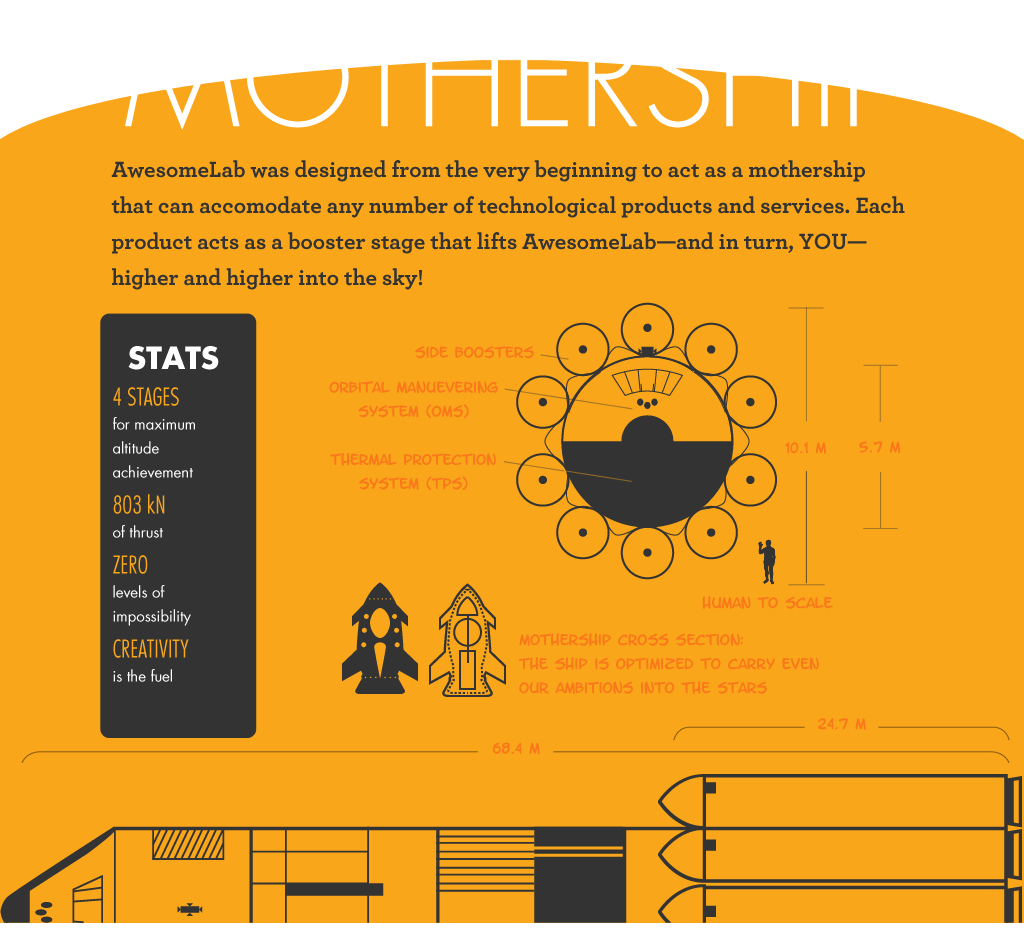 MOTHERSHIP
AwesomeLab was designed from the very beginning to act as a mothership
that can accomodate any number of technological products and services. Each
product acts as a booster stage that lifts AwesomeLab—and in turn, YOU—
higher and higher into the sky!
STATS
4 STAGES
for maximum
altitude
achievement
803 kN
of thrust
ZERO
levels of
impossibility
CREATIVITY
is the fuel
SIDE BOOSTERS
ORBITAL MANUEVERING
SYSTEM (OMS)
THERMAL PROTECTION
SYSTEM (TPS)
10.1 M
5.7 M
HUMAN TO SCALE
MOTHERSHIP CROSS SECTION:
THE SHIP IS OPTIMIZED TO CARRY EVEN
OUR AMBITIONS INTO THE STARS
24.7 M
68.4 M